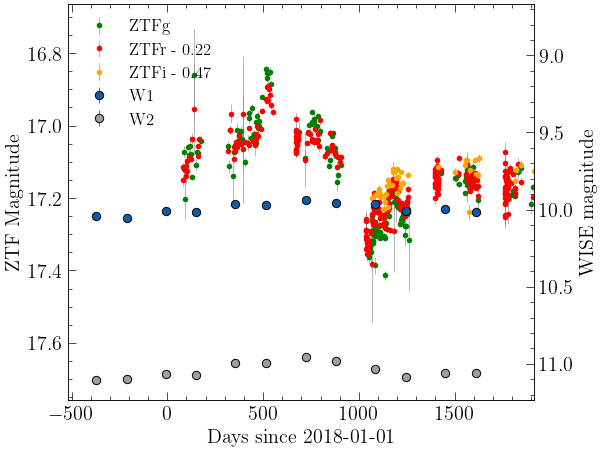 ZTFg
ZTFr - 0.22
ZTFi - 0.47
W1
W2
ZTF Magnitude
16.8
17.0
17.2
17.4
17.6
WISE magnitude
9.0
9.5
10.0
10.5
11.0
−500
0
500
1000
1500
Days since 2018-01-01